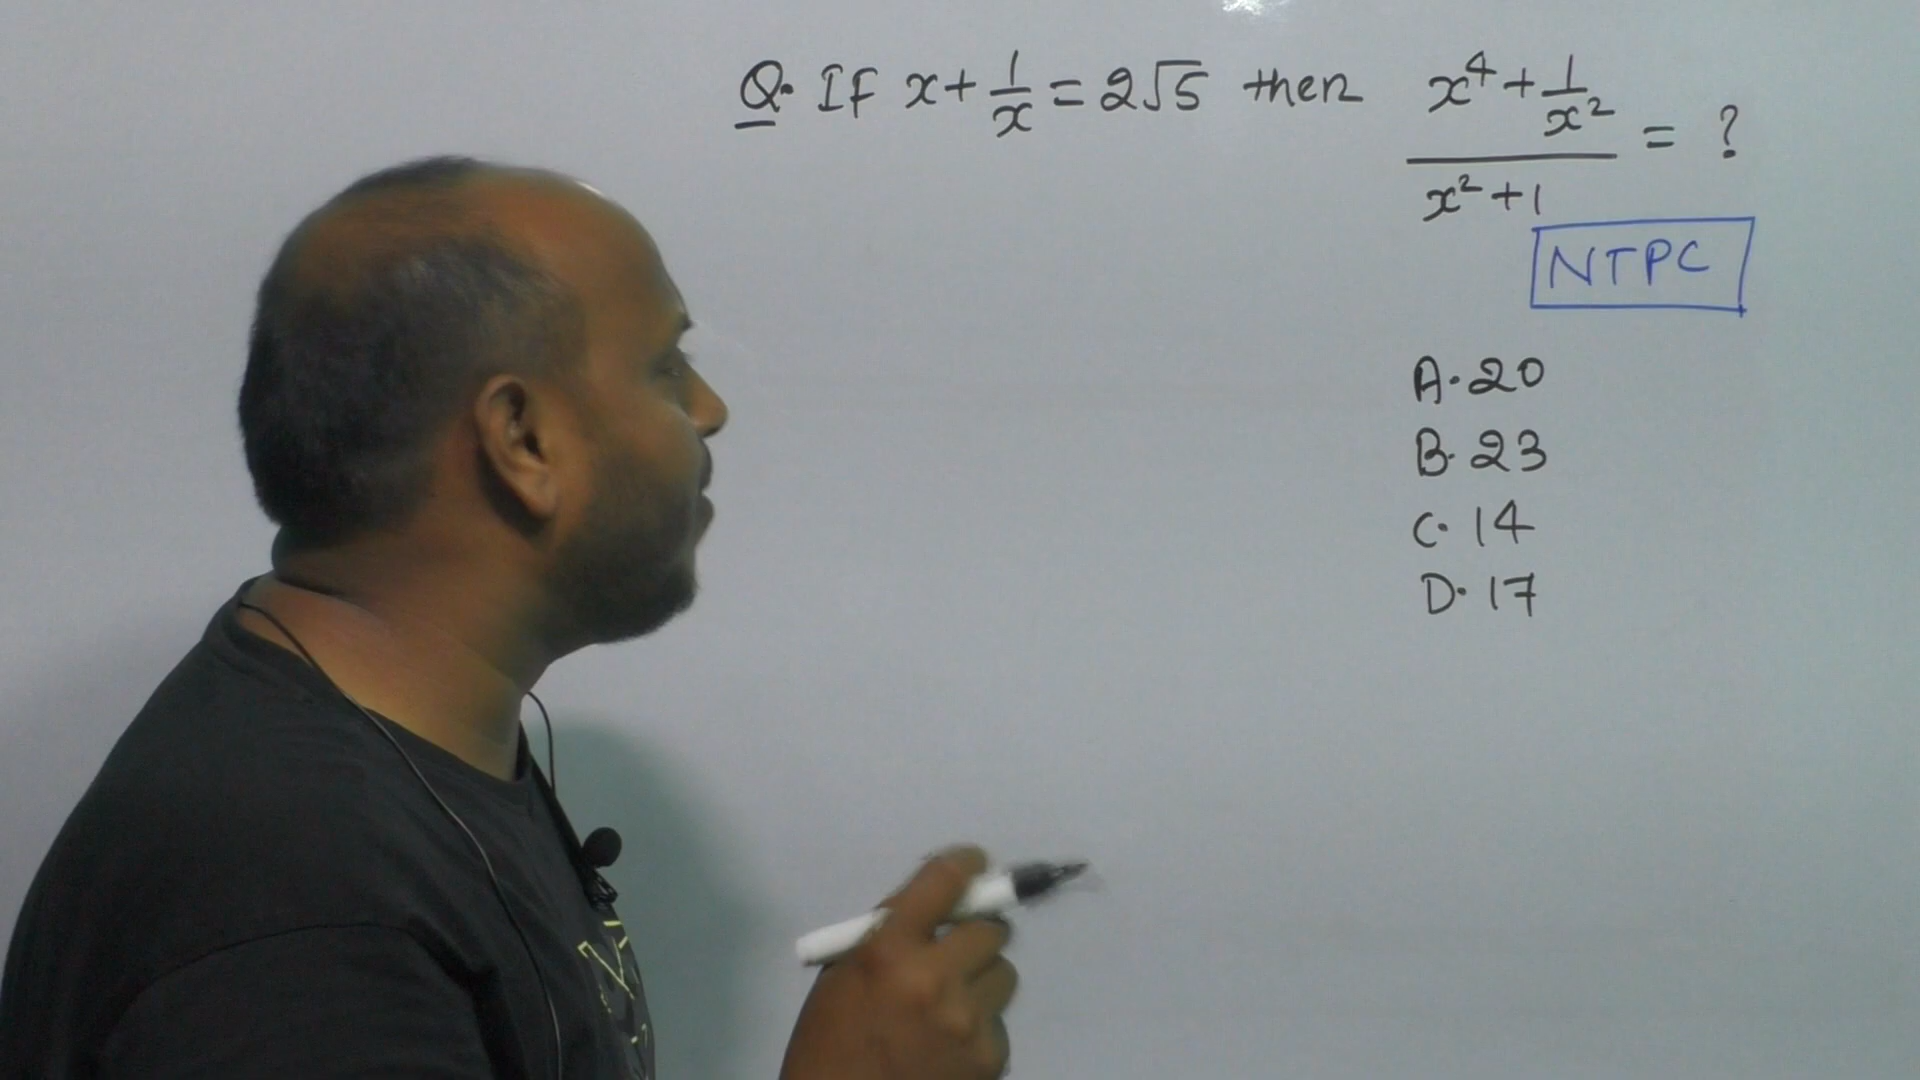 Q. IF x + 1/x = 2√5 then (x⁴ + 1/x²)/(x² + 1) = ?
NTPC
A. 20
B. 23
C. 14
D. 17